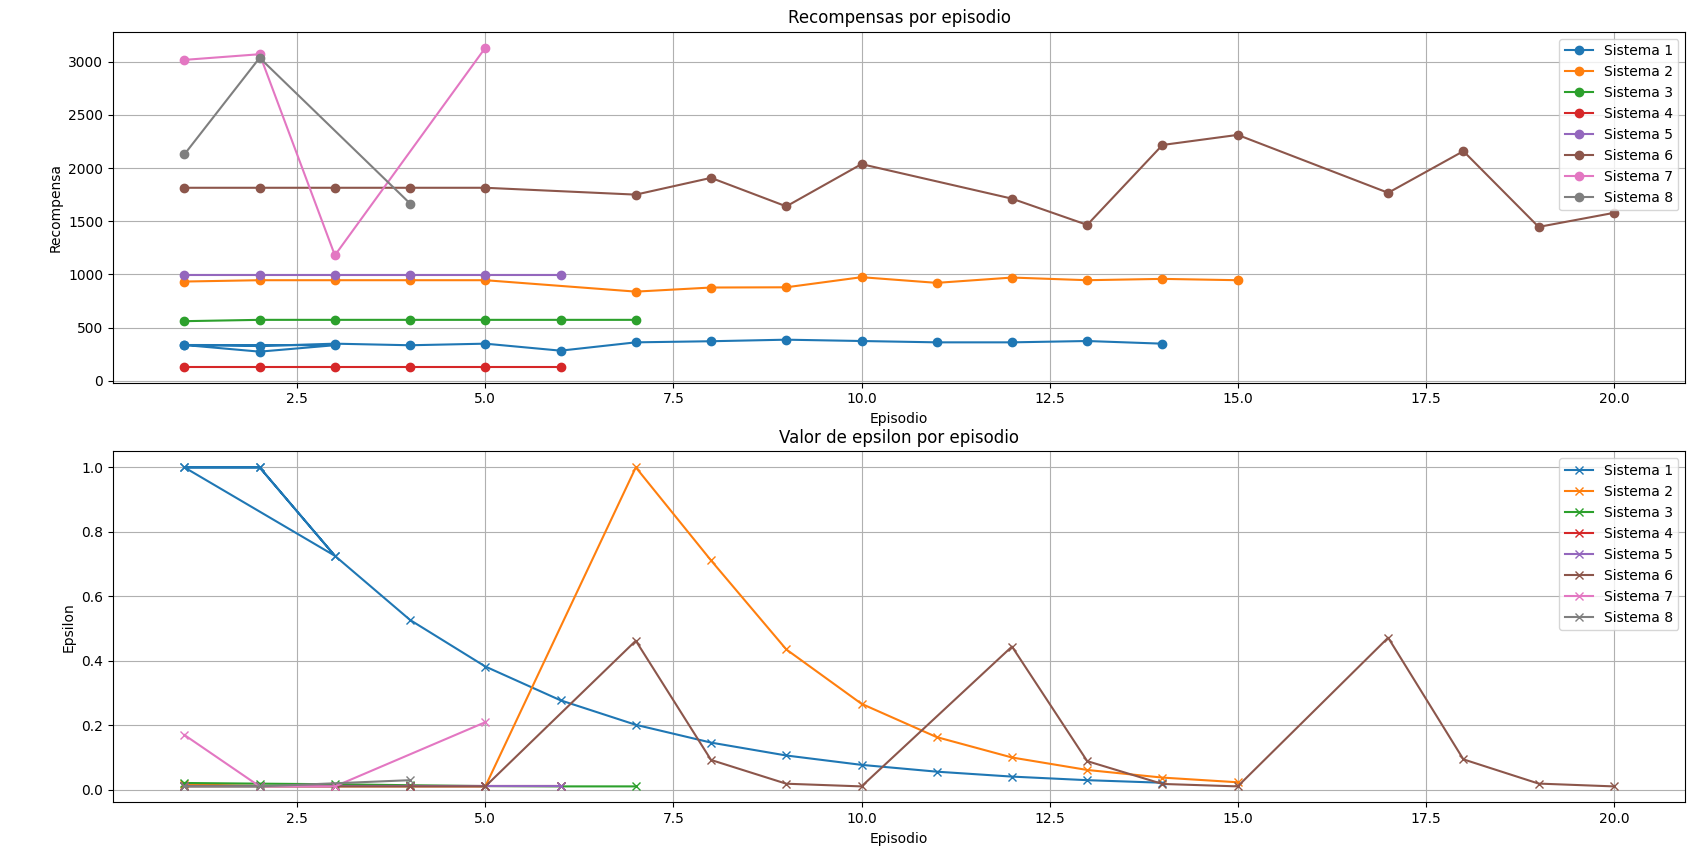 Recompensas por episodio
3000
2500
2000
1500
1000
500
0
Recompensa
Sistema 1
Sistema 2
Sistema 3
Sistema 4
Sistema 5
Sistema 6
Sistema 7
Sistema 8
2.5 5.0 7.5 10.0 12.5 15.0 17.5 20.0
Episodio
Valor de epsilon por episodio
1.0
0.8
0.6
0.4
0.2
0.0
Epsilon
Sistema 1
Sistema 2
Sistema 3
Sistema 4
Sistema 5
Sistema 6
Sistema 7
Sistema 8
2.5 5.0 7.5 10.0 12.5 15.0 17.5 20.0
Episodio